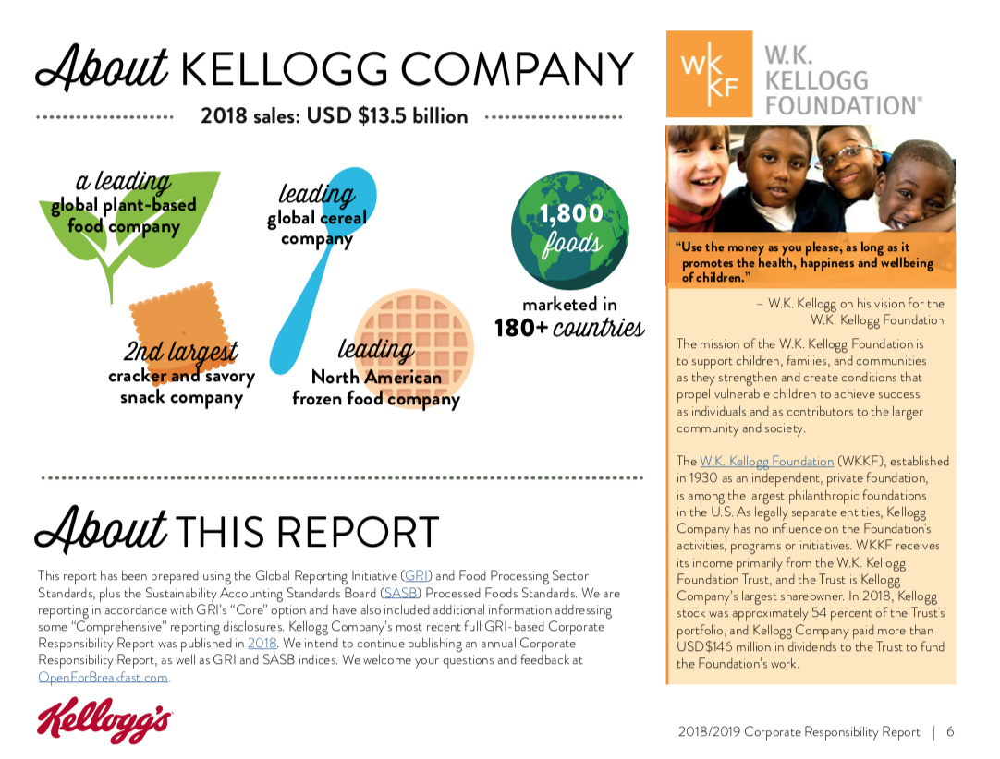 About KELLOGG COMPANY
2018 sales: USD $13.5 billion
a leading
global plant-based
food company
leading
global cereal
company
1,800
foods
marketed in
180+ countries
2nd largest
cracker and savory
snack company
leading
North American
frozen food company
About THIS REPORT
This report has been prepared using the Global Reporting Initiative (GRI) and Food Processing Sector
Standards, plus the Sustainability Accounting Standards Board (SASB) Processed Foods Standards. We are
reporting in accordance with GRI's “Core” option and have also included additional information addressing
some “Comprehensive” reporting disclosures. Kellogg Company's most recent full GRI-based Corporate
Responsibility Report was published in 2018. We intend to continue publishing an annual Corporate
Responsibility Report, as well as GRI and SASB indices. We welcome your questions and feedback at
OpenForBreakfast.com.
Kellogg's
WK
KF
W.K.
KELLOGG
FOUNDATION®
“Use the money as you please, as long as it
promotes the health, happiness and wellbeing
of children.”
– W.K. Kellogg on his vision for the
W.K. Kellogg Foundation
The mission of the W.K. Kellogg Foundation is
to support children, families, and communities
as they strengthen and create conditions that
propel vulnerable children to achieve success
as individuals and as contributors to the larger
community and society.
The W.K. Kellogg Foundation (WKKF), established
in 1930 as an independent, private foundation,
is among the largest philanthropic foundations
in the U.S. As legally separate entities, Kellogg
Company has no influence on the Foundation's
activities, programs or initiatives. WKKF receives
its income primarily from the W.K. Kellogg
Foundation Trust, and the Trust is Kellogg
Company's largest shareowner. In 2018, Kellogg
stock was approximately 54 percent of the Trust's
portfolio, and Kellogg Company paid more than
USD$146 million in dividends to the Trust to fund
the Foundation's work.
2018/2019 Corporate Responsibility Report | 6